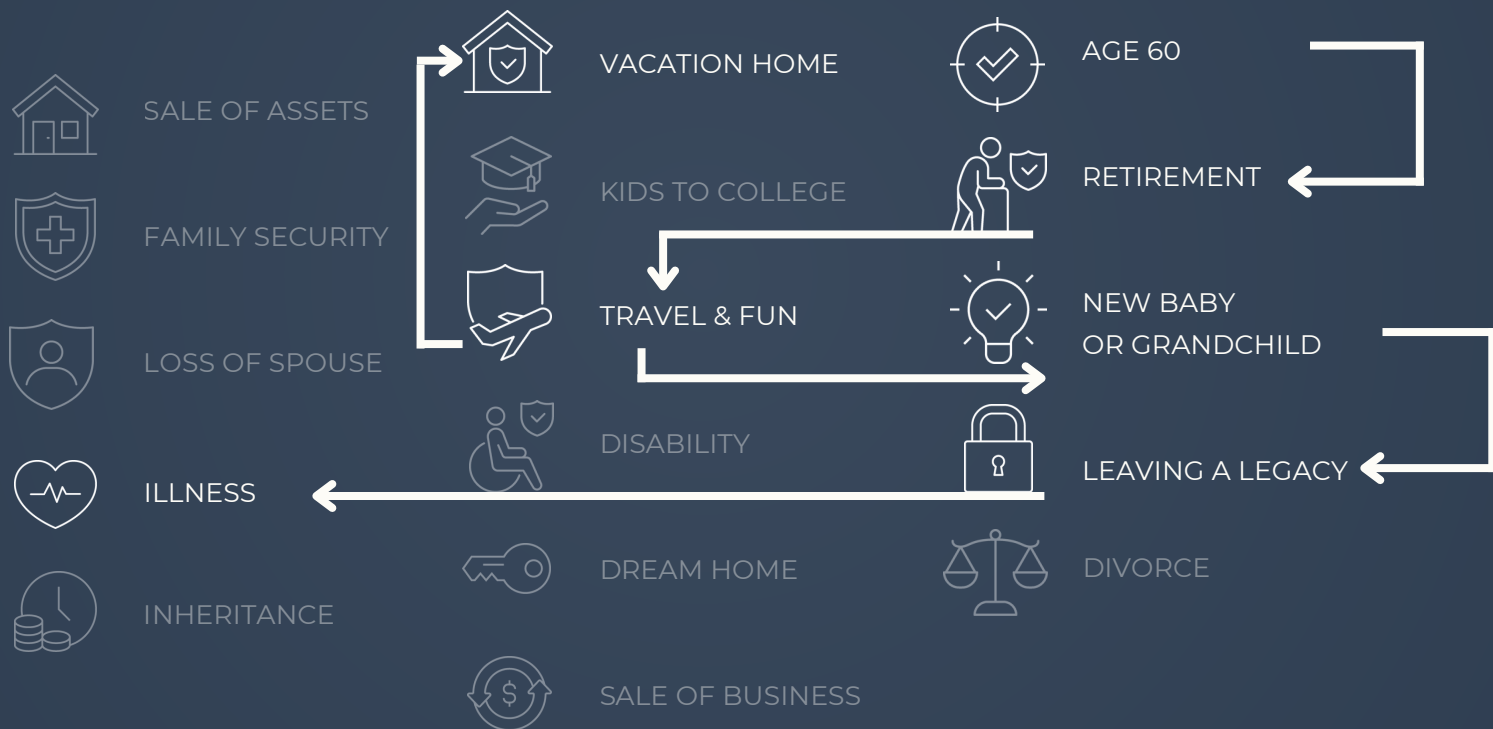 SALE OF ASSETS
FAMILY SECURITY
LOSS OF SPOUSE
ILLNESS
INHERITANCE
VACATION HOME
KIDS TO COLLEGE
TRAVEL & FUN
DISABILITY
DREAM HOME
$
SALE OF BUSINESS
AGE 60
RETIREMENT
NEW BABY
OR GRANDCHILD
LEAVING A LEGACY
DIVORCE